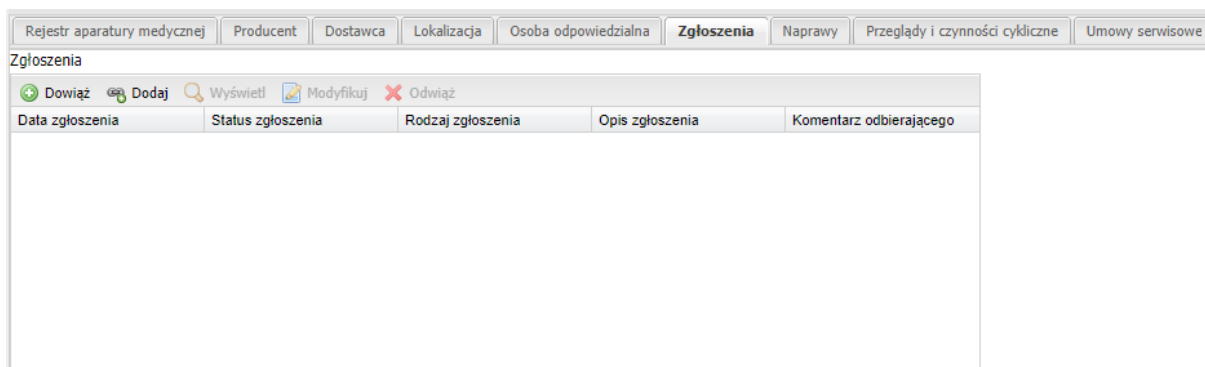 Rejestr aparatury medycznej Producent Dostawca Lokalizacja Osoba odpowiedzialna Zgłoszenia Naprawy Przeglądy i czynności cykliczne Umowy serwisowe
Zgłoszenia
Dowiąż Dodaj Wyświetl Modyfikuj Odwiąż
Data zgłoszenia Status zgłoszenia Rodzaj zgłoszenia Opis zgłoszenia Komentarz odbierającego